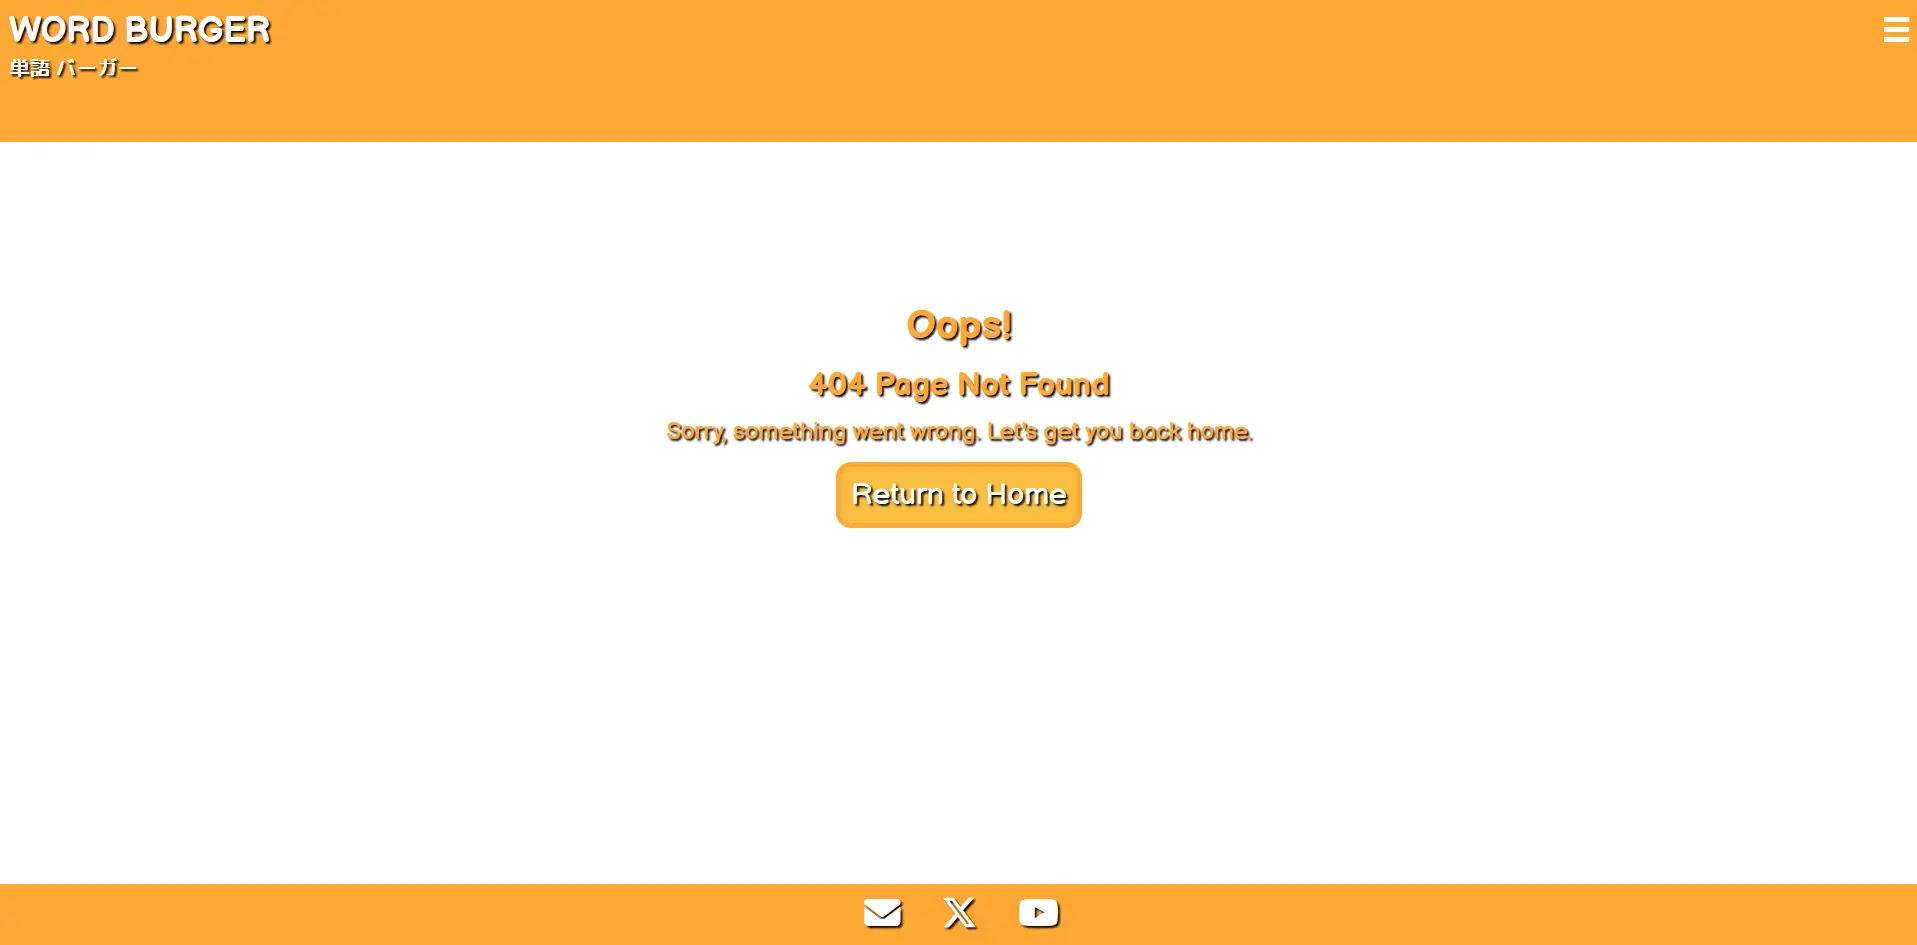 WORD BURGER
単語 バーガー
Oops!
404 Page Not Found
Sorry, something went wrong. Let's get you back home.
Return to Home